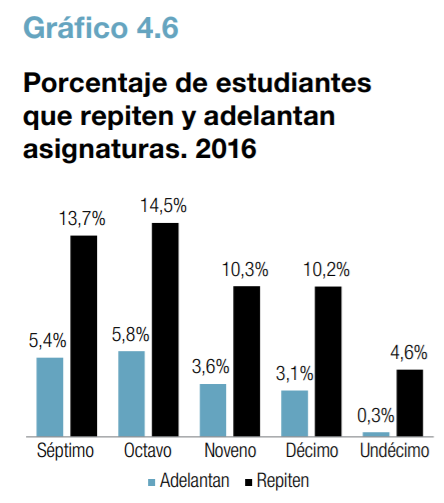 Gráfico 4.6
Porcentaje de estudiantes
que repiten y adelantan
asignaturas. 2016
14,5%
13,7%
10,3%
10,2%
5,4%
5,8%
3,6%
3,1%
4,6%
0,3%
Séptimo Octavo Noveno Décimo Undécimo
Adelantan Repiten